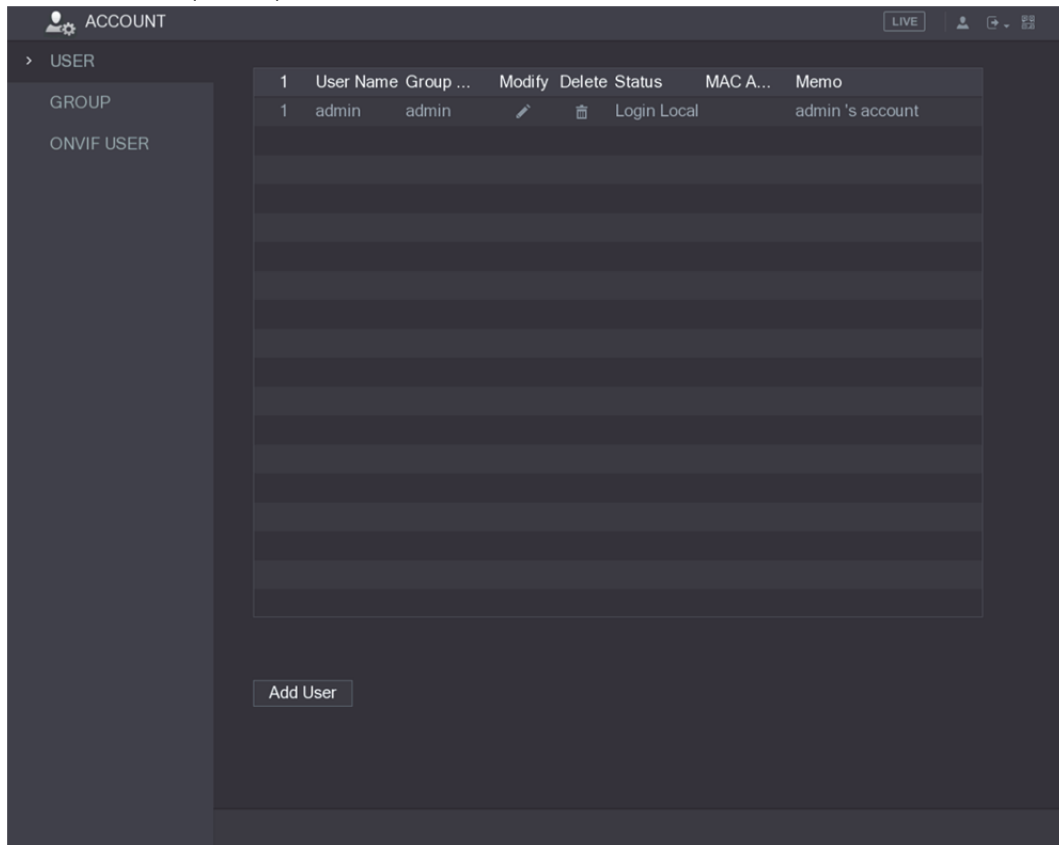 ACCOUNT
LIVE
USER
GROUP
ONVIF USER
1 User Name Group ... Modify Delete Status MAC A... Memo
1 admin admin Login Local admin 's account
Add User